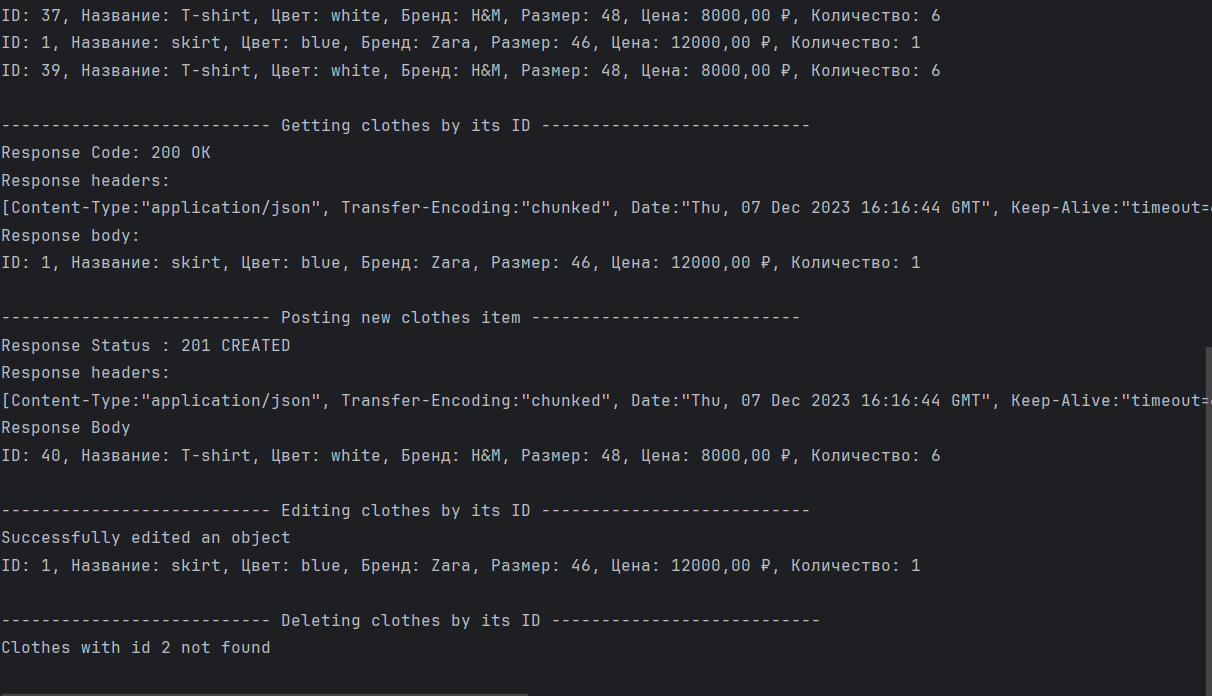 ID: 37, Название: T-shirt, Цвет: white, Бренд: H&M, Размер: 48, Цена: 8000,00 ₽, Количество: 6
ID: 1, Название: skirt, Цвет: blue, Бренд: Zara, Размер: 46, Цена: 12000,00 ₽, Количество: 1
ID: 39, Название: T-shirt, Цвет: white, Бренд: H&M, Размер: 48, Цена: 8000,00 ₽, Количество: 6
--------------------------- Getting clothes by its ID ---------------------------
Response Code: 200 OK
Response headers:
[Content-Type:"application/json", Transfer-Encoding:"chunked", Date:"Thu, 07 Dec 2023 16:16:44 GMT", Keep-Alive:"timeout=
Response body:
ID: 1, Название: skirt, Цвет: blue, Бренд: Zara, Размер: 46, Цена: 12000,00 ₽, Количество: 1
--------------------------- Posting new clothes item ---------------------------
Response Status : 201 CREATED
Response headers:
[Content-Type:"application/json", Transfer-Encoding:"chunked", Date:"Thu, 07 Dec 2023 16:16:44 GMT", Keep-Alive:"timeout=
Response Body
ID: 40, Название: T-shirt, Цвет: white, Бренд: H&M, Размер: 48, Цена: 8000,00 ₽, Количество: 6
--------------------------- Editing clothes by its ID ---------------------------
Successfully edited an object
ID: 1, Название: skirt, Цвет: blue, Бренд: Zara, Размер: 46, Цена: 12000,00 ₽, Количество: 1
--------------------------- Deleting clothes by its ID ---------------------------
Clothes with id 2 not found